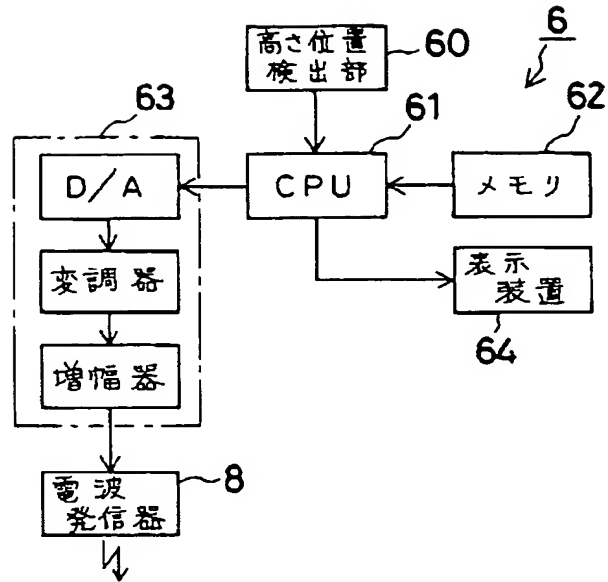 6
高さ位置
検出部
60
63
61
62
D/A
CPU
メモリ
変調器
表示
装置
64
増幅器
電波
発信器
8